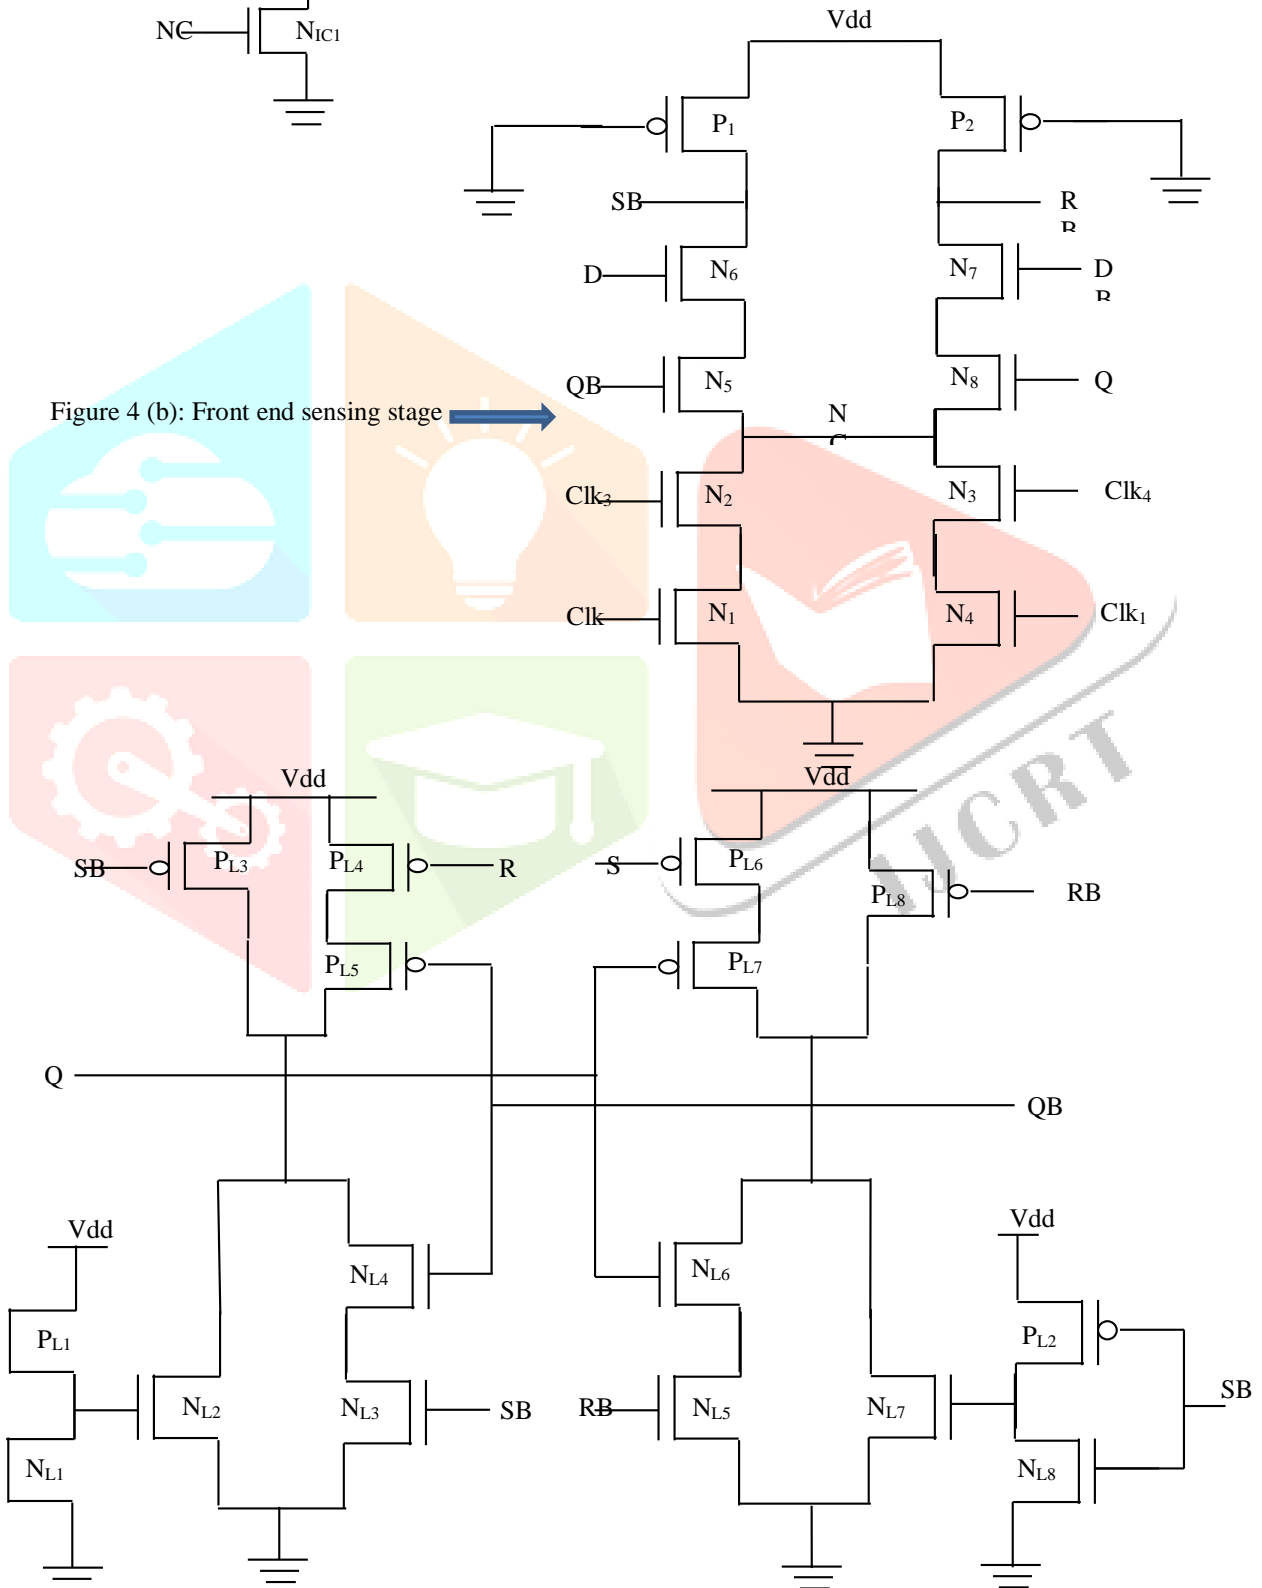 NC
N_IC1
Vdd
P1
P2
SB
R
D
N6
N7
D
QB
N5
N8
Q
Figure 4 (b): Front end sensing stage
N
Clk3
N2
N3
Clk4
Clk
N1
N4
Clk1
IJCRT
Vdd
Vdd
SB
PL3
PL4
R
S
PL6
PL8
RB
PL5
PL7
Q
QB
Vdd
NL4
NL6
Vdd
PL1
PL2
NL2
NL3
SB
RB
NL5
NL7
SB
NL1
NL8